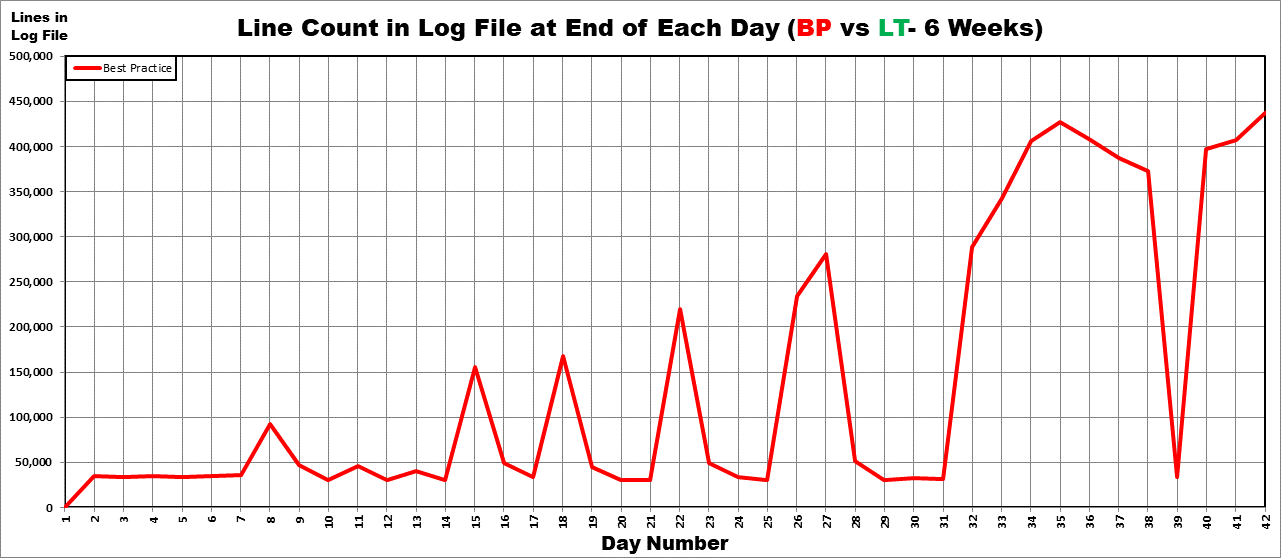 Lines in
Log File
Line Count in Log File at End of Each Day (BP vs LT- 6 Weeks)
500,000
450,000
400,000
350,000
300,000
250,000
200,000
150,000
100,000
50,000
0
Best Practice
1 2 3 4 5 6 7 8 9 10 11 12 13 14 15 16 17 18 19 20 21 22 23 24 25 26 27 28 29 30 31 32 33 34 35 36 37 38 39 40 41 42
Day Number